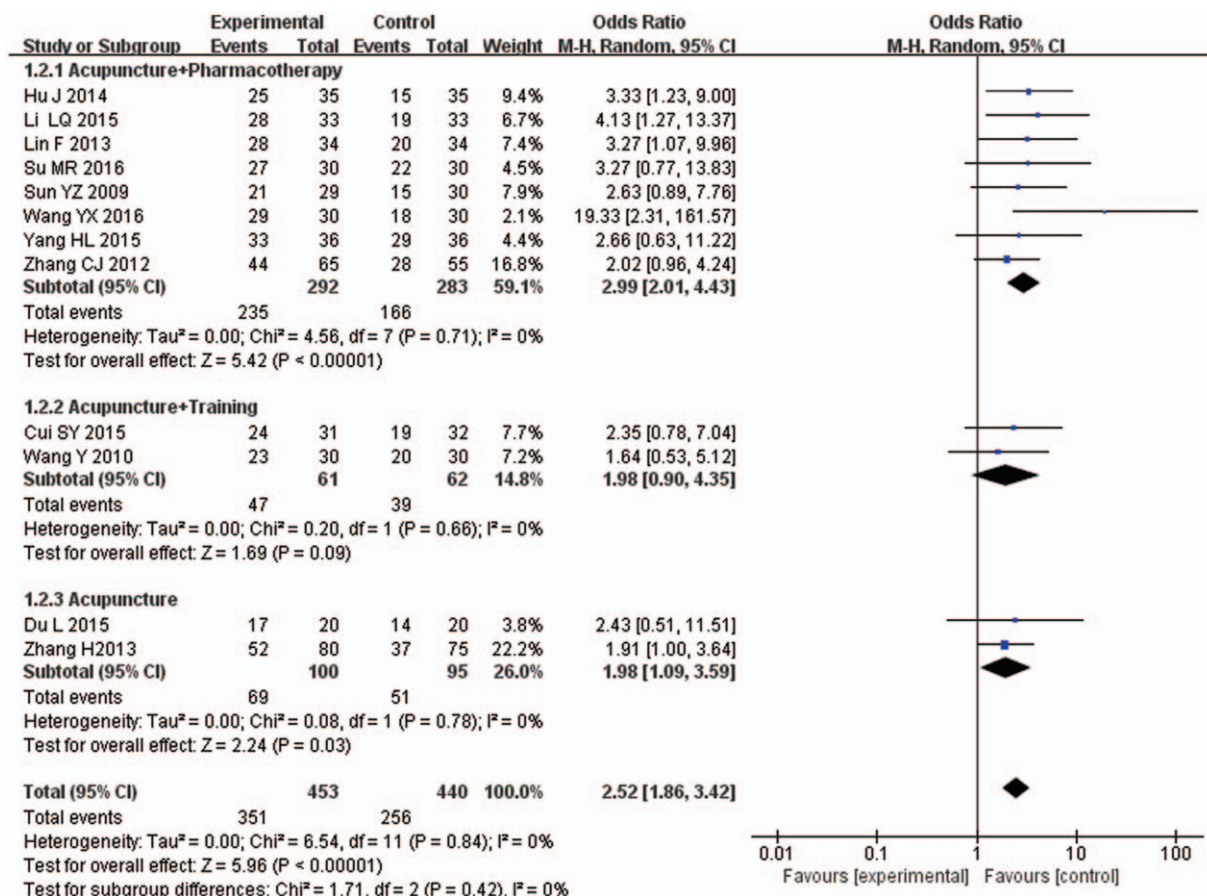 Experimental Control Odds Ratio Odds Ratio
Study or Subgroup Events Total Events Total Weight M-H, Random, 95% CI M-H, Random, 95% CI
1.2.1 Acupuncture+Pharmacotherapy
Hu J 2014 25 35 15 35 9.4% 3.33 [1.23, 9.00]
Li LQ 2015 28 33 19 33 6.7% 4.13 [1.27, 13.37]
Lin F 2013 28 34 20 34 7.4% 3.27 [1.07, 9.96]
Su MR 2016 27 30 22 30 4.5% 3.27 [0.77, 13.83]
Sun YZ 2009 21 29 15 30 7.9% 2.63 [0.89, 7.76]
Wang YX 2016 29 30 18 30 2.1% 19.33 [2.31, 161.57]
Yang HL 2015 33 36 29 36 4.4% 2.66 [0.63, 11.22]
Zhang CJ 2012 44 65 28 55 16.8% 2.02 [0.96, 4.24]
Subtotal (95% CI) 292 283 59.1% 2.99 [2.01, 4.43]
Total events 235 166
Heterogeneity: Tau² = 0.00; Chi² = 4.56, df = 7 (P = 0.71); I² = 0%
Test for overall effect: Z = 5.42 (P < 0.00001)
1.2.2 Acupuncture+Training
Cui SY 2015 24 31 19 32 7.7% 2.35 [0.78, 7.04]
Wang Y 2010 23 30 20 30 7.2% 1.64 [0.53, 5.12]
Subtotal (95% CI) 61 62 14.8% 1.98 [0.90, 4.35]
Total events 47 39
Heterogeneity: Tau² = 0.00; Chi² = 0.20, df = 1 (P = 0.66); I² = 0%
Test for overall effect: Z = 1.69 (P = 0.09)
1.2.3 Acupuncture
Du L 2015 17 20 14 20 3.8% 2.43 [0.51, 11.51]
Zhang H2013 52 80 37 75 22.2% 1.91 [1.00, 3.64]
Subtotal (95% CI) 100 95 26.0% 1.98 [1.09, 3.59]
Total events 69 51
Heterogeneity: Tau² = 0.00; Chi² = 0.08, df = 1 (P = 0.78); I² = 0%
Test for overall effect: Z = 2.24 (P = 0.03)
Total (95% CI) 453 440 100.0% 2.52 [1.86, 3.42]
Total events 351 256
Heterogeneity: Tau² = 0.00; Chi² = 6.54, df = 11 (P = 0.84); I² = 0%
Test for overall effect: Z = 5.96 (P < 0.00001)
Test for subgroup differences: Chi² = 1.71, df = 2 (P = 0.42), I² = 0%
0.01 0.1 1 10 100
Favours [experimental] Favours [control]